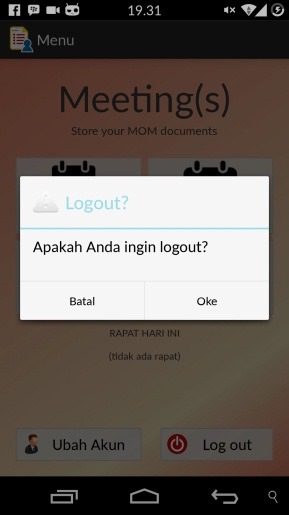 19.31
Menu
Meeting(s)
Store your MOM documents
Logout?
Apakah Anda ingin logout?
Batal
Oke
RAPAT HARI INI
(tidak ada rapat)
Ubah Akun
Log out